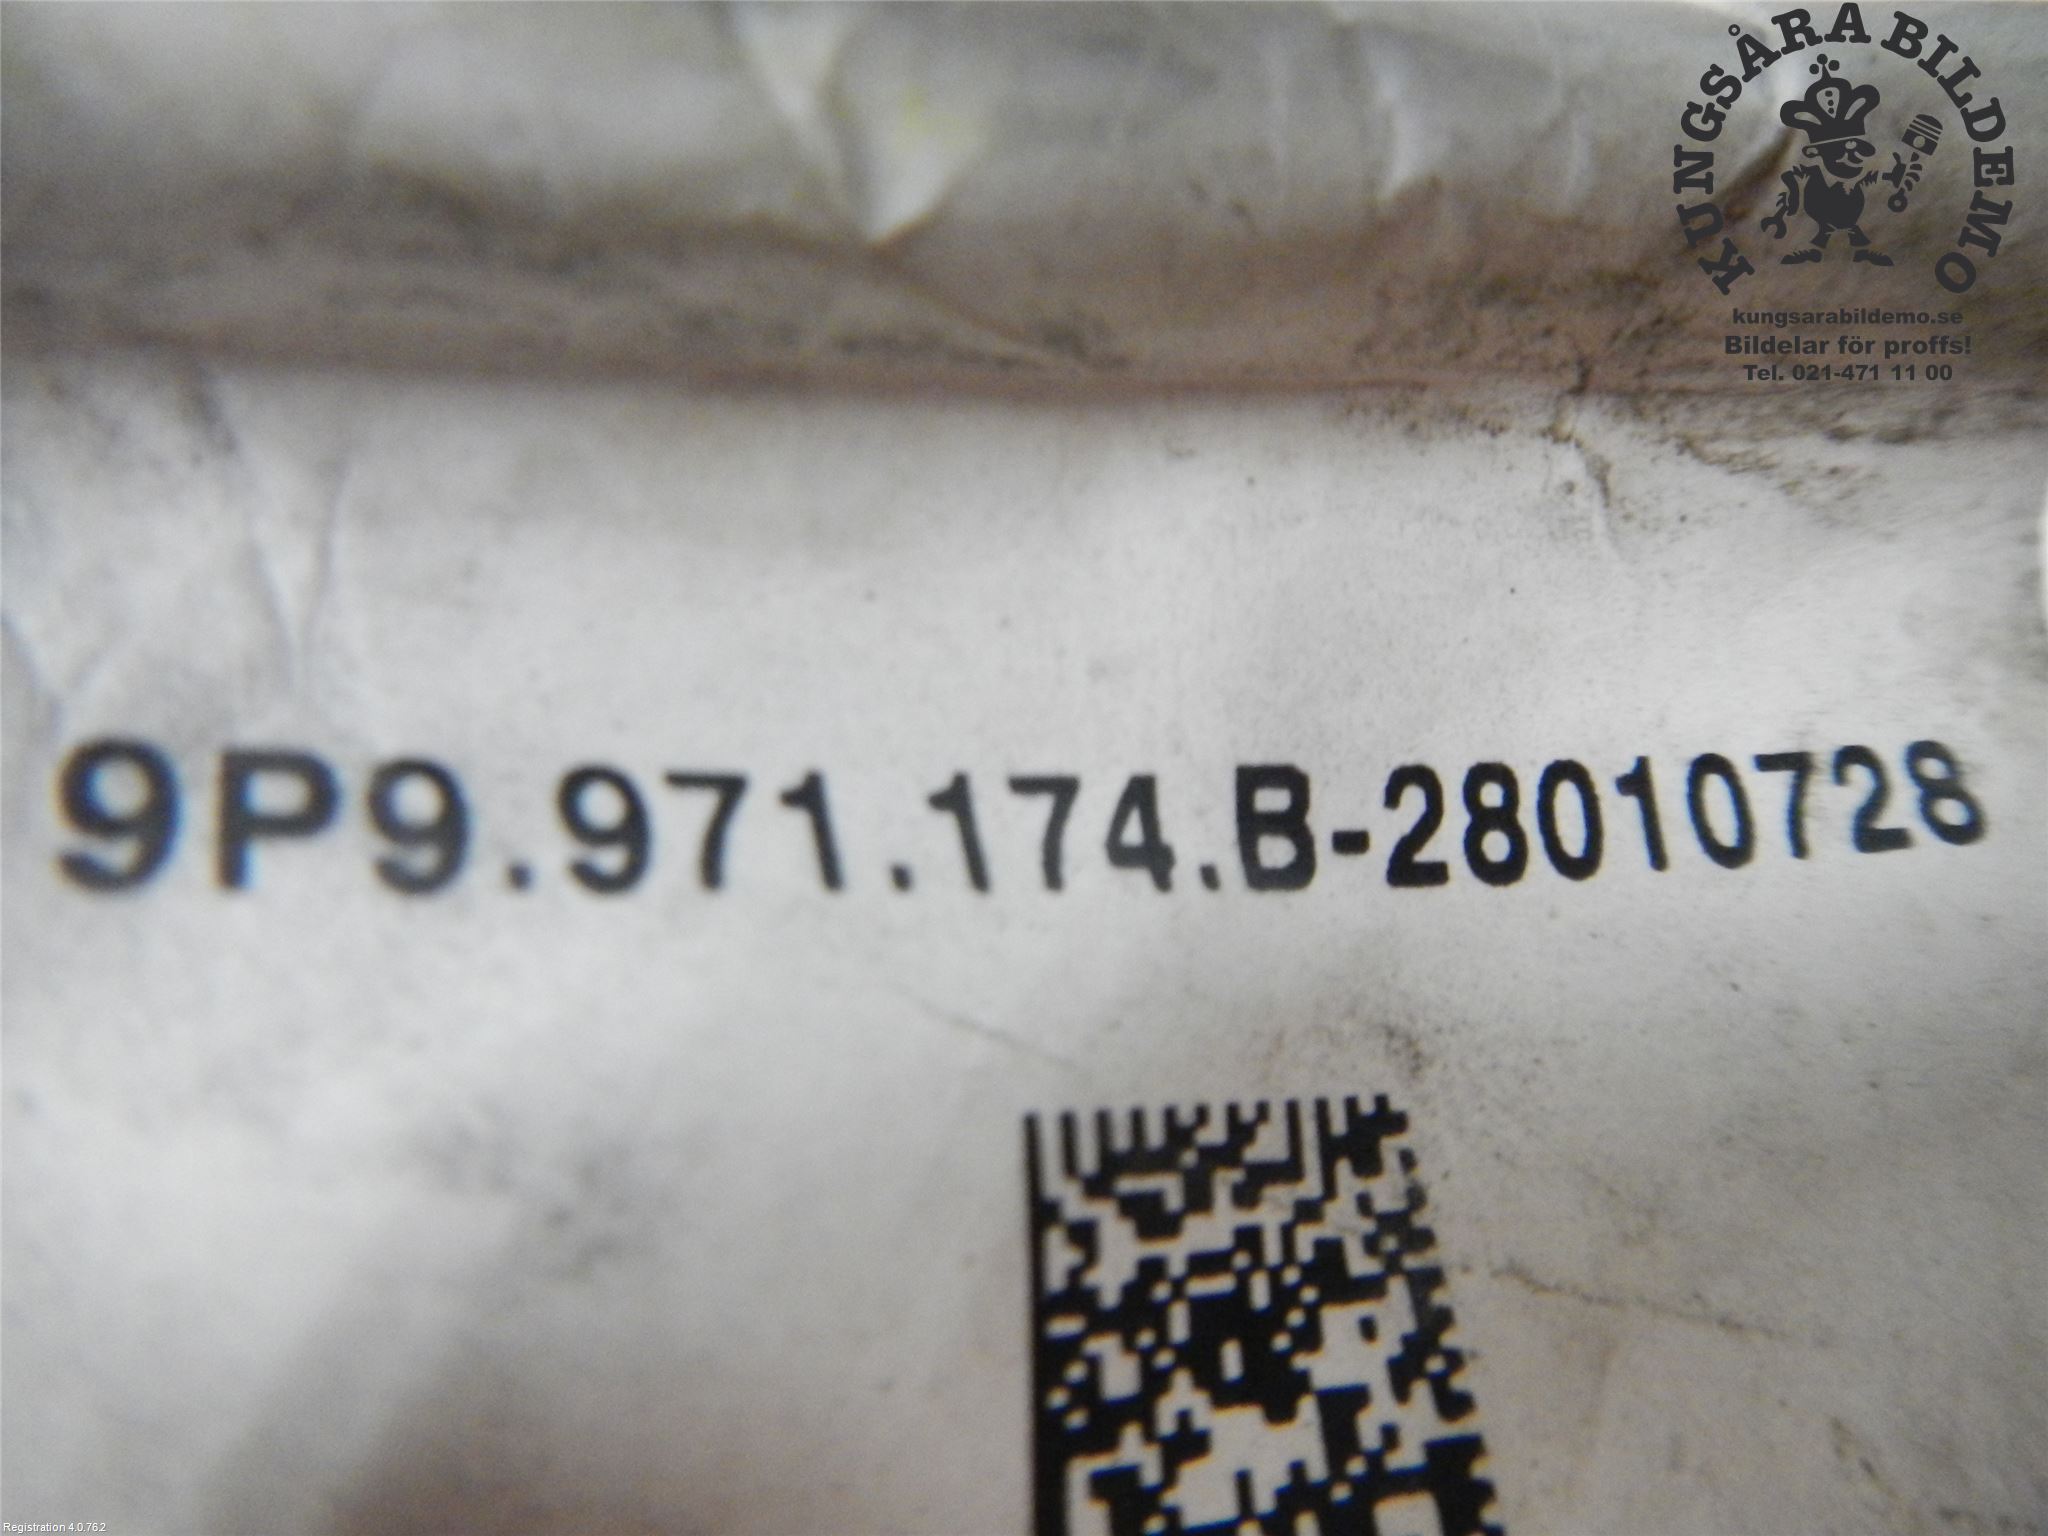 KUNGSÅRA BILDEMO
kungsarabildemo.se
Bildelar för proffs!
Tel. 021-471 11 00
9P9.971.174.B-28010728
Registration 4.0.762